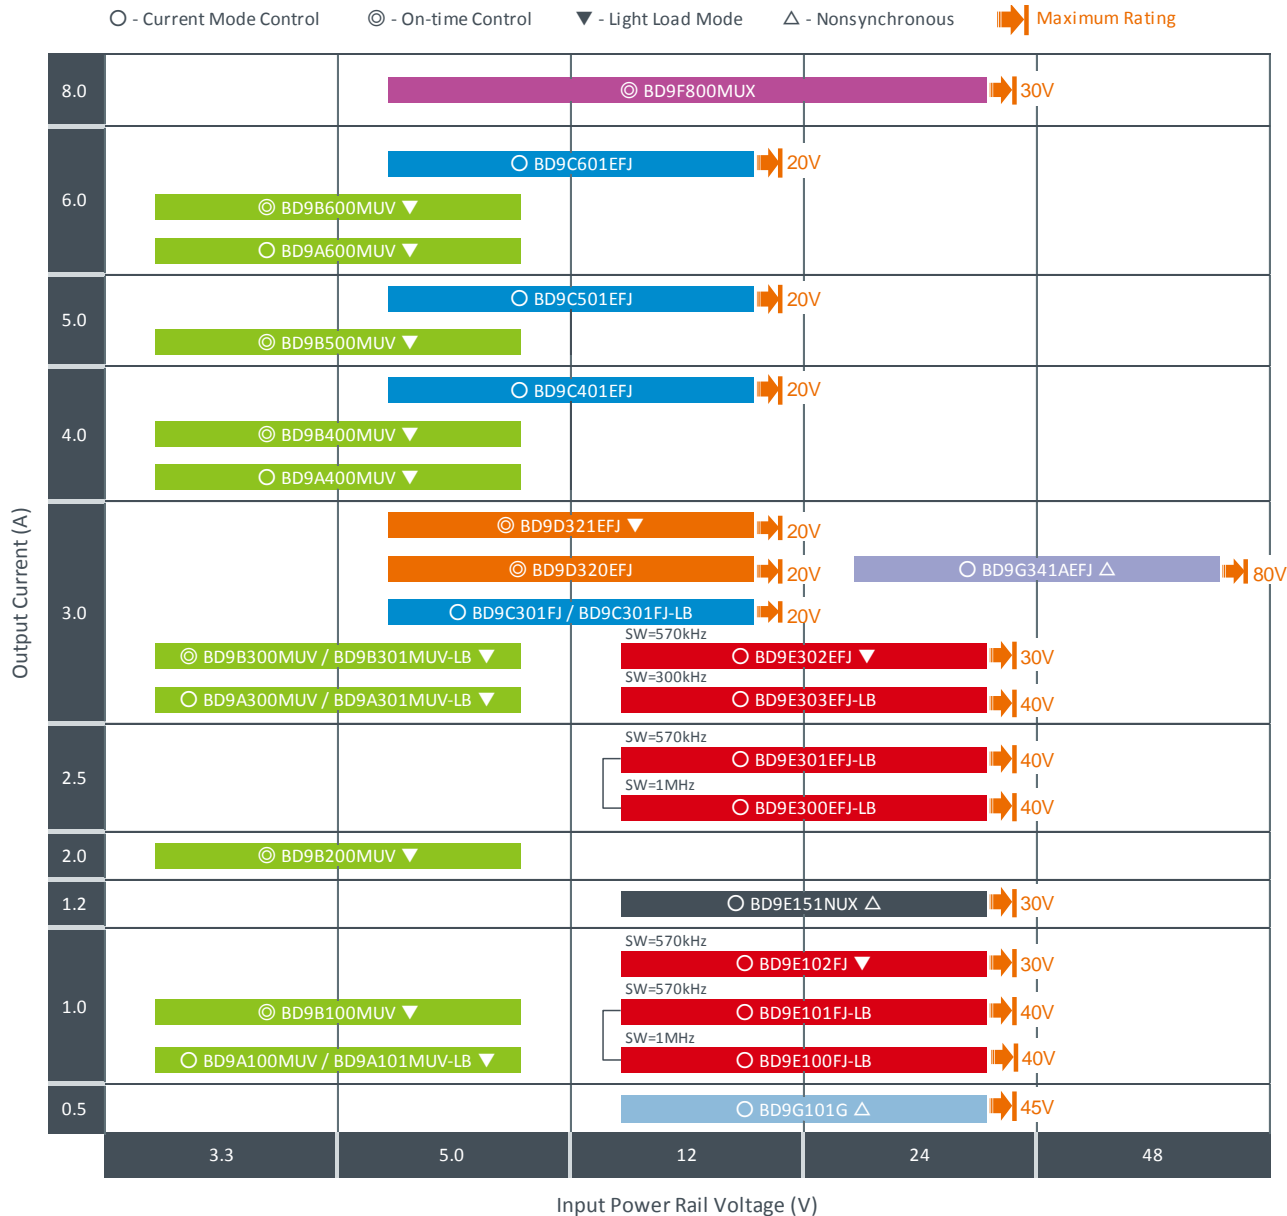 ○ - Current Mode Control ◎ - On-time Control ▼ - Light Load Mode △ - Nonsynchronous Maximum Rating
8.0
◎ BD9F800MUX
30V
6.0
○ BD9C601EFJ
20V
◎ BD9B600MUV ▼
○ BD9A600MUV ▼
5.0
○ BD9C501EFJ
20V
◎ BD9B500MUV ▼
4.0
○ BD9C401EFJ
20V
◎ BD9B400MUV ▼
○ BD9A400MUV ▼
Output Current (A)
3.0
◎ BD9D321EFJ ▼
20V
◎ BD9D320EFJ
20V
○ BD9G341AEFJ △
80V
○ BD9C301FJ / BD9C301FJ-LB
20V
SW=570kHz
◎ BD9B300MUV / BD9B301MUV-LB ▼
○ BD9E302EFJ ▼
30V
SW=300kHz
○ BD9A300MUV / BD9A301MUV-LB ▼
○ BD9E303EFJ-LB
40V
2.5
SW=570kHz
○ BD9E301EFJ-LB
40V
SW=1MHz
○ BD9E300EFJ-LB
40V
2.0
◎ BD9B200MUV ▼
1.2
○ BD9E151NUX △
30V
1.0
SW=570kHz
○ BD9E102FJ ▼
30V
SW=570kHz
◎ BD9B100MUV ▼
○ BD9E101FJ-LB
40V
SW=1MHz
○ BD9A100MUV / BD9A101MUV-LB ▼
○ BD9E100FJ-LB
40V
0.5
○ BD9G101G △
45V
3.3 5.0 12 24 48
Input Power Rail Voltage (V)